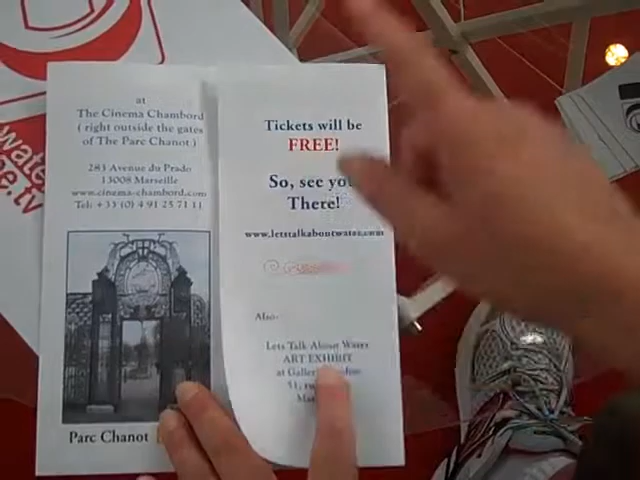 at
The Cinema Chambord
( right outside the gates
of The Parc Chanot )
283 Avenue du Prado
13008 Marseille
www.cinema-chambord.com
Tel: +33 (0) 4 91 25 71 11
Parc Chanot
Tickets will be
FREE!
So, see you
There!
www.letstalkaboutwater.com
Also:
Lets Talk About Water
ART EXHIBIT
at
51,